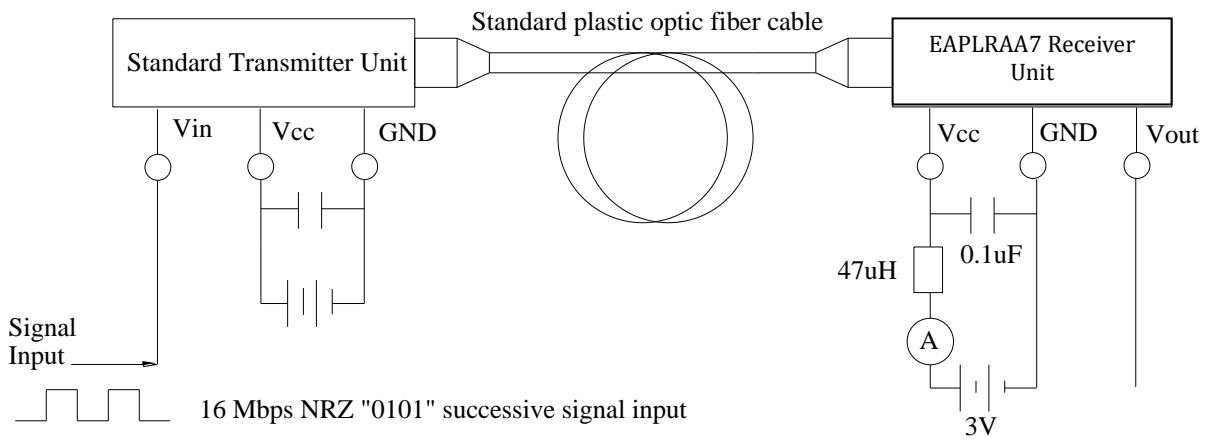 Standard plastic optic fiber cable
Standard Transmitter Unit
EAPLRAA7 Receiver
Unit
Vin
Vcc
GND
Vcc
GND
Vout
47uH
0.1uF
A
3V
Signal
Input
16 Mbps NRZ "0101" successive signal input